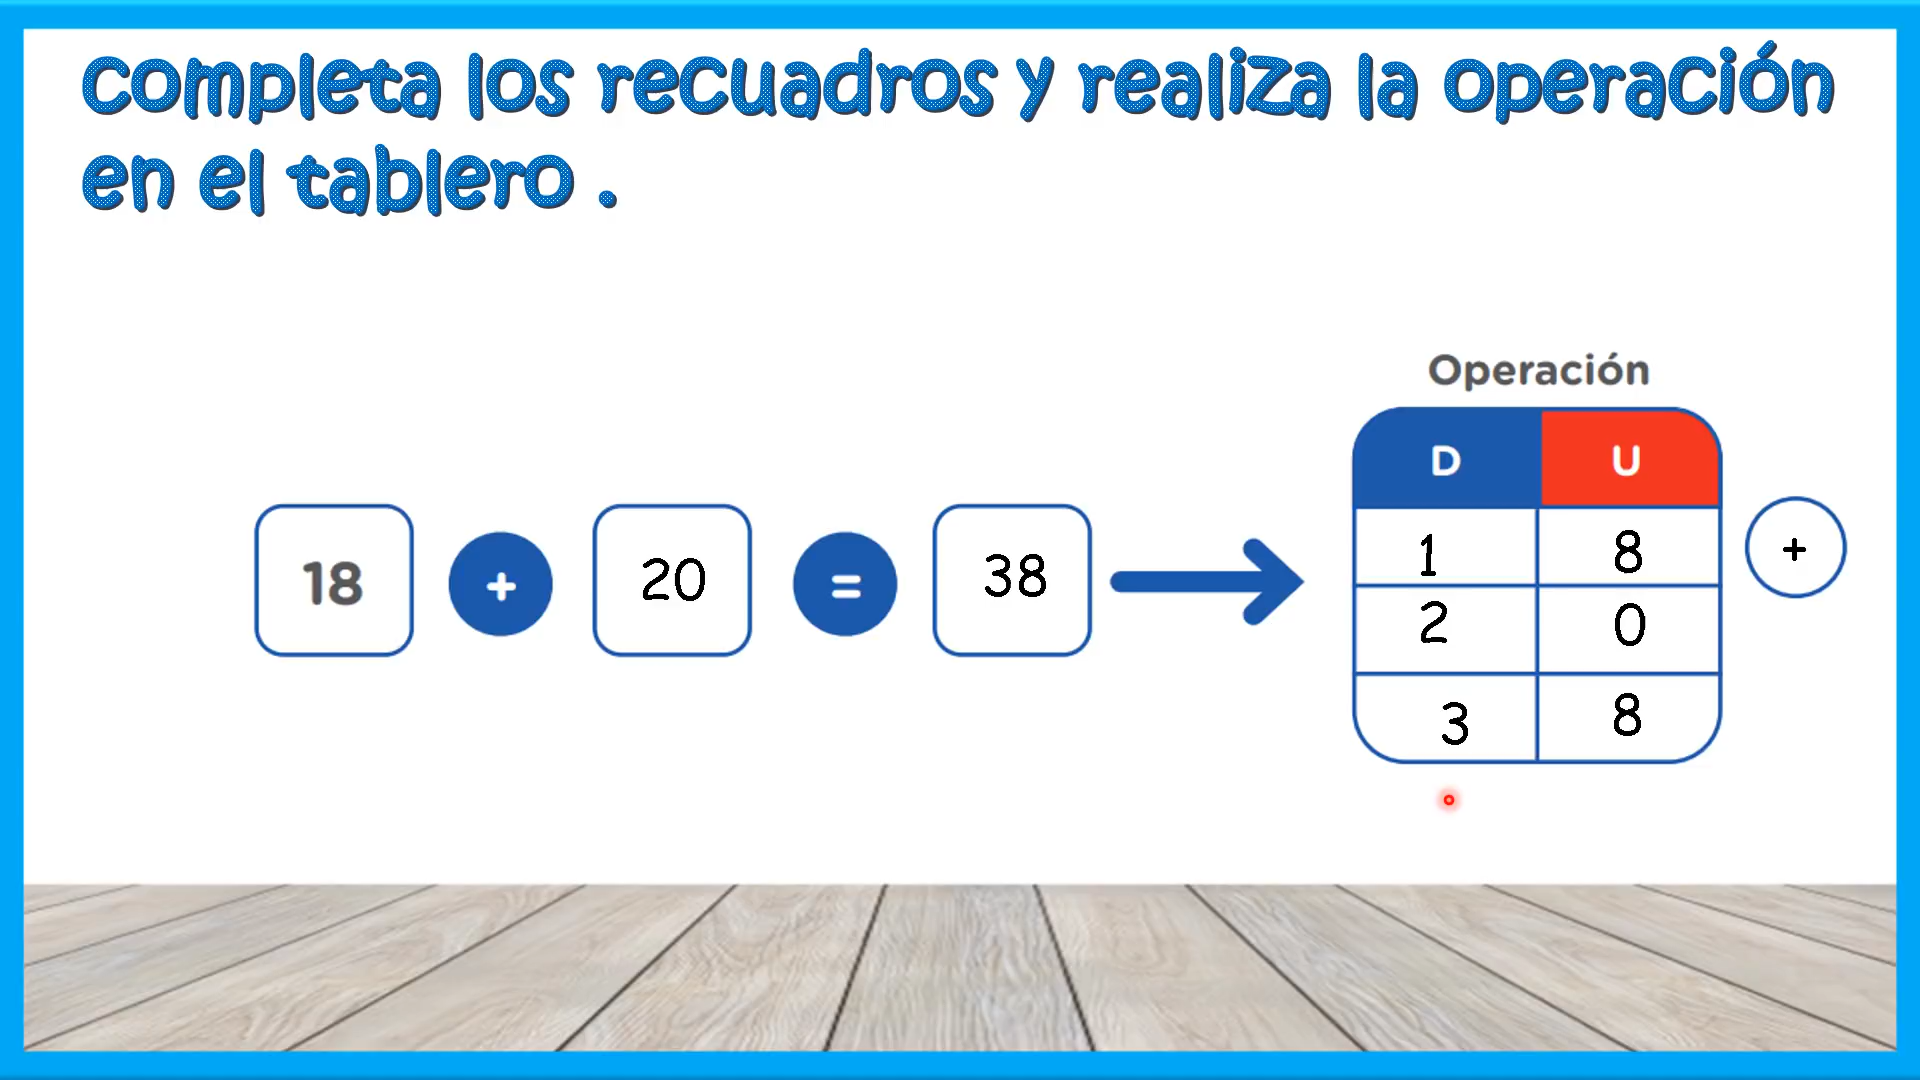 Completa los recuadros y realiza la operación
en el tablero .
Operación
D U
18 + 20 = 38
1 8 +
2 0
3 8